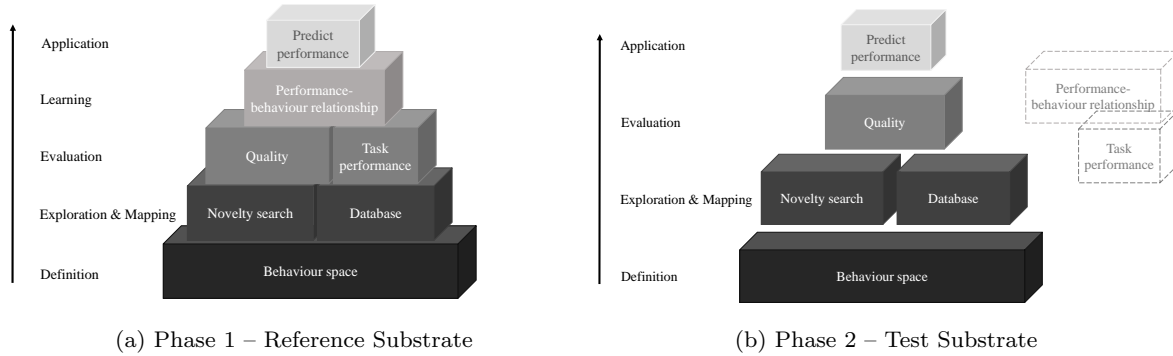 Application
Predict
performance
Learning
Performance-
behaviour relationship
Evaluation
Quality
Task
performance
Exploration & Mapping
Novelty search
Database
Definition
Behaviour space
(a) Phase 1 – Reference Substrate
Application
Predict
performance
Performance-
behaviour relationship
Evaluation
Quality
Task
performance
Exploration & Mapping
Novelty search
Database
Definition
Behaviour space
(b) Phase 2 – Test Substrate